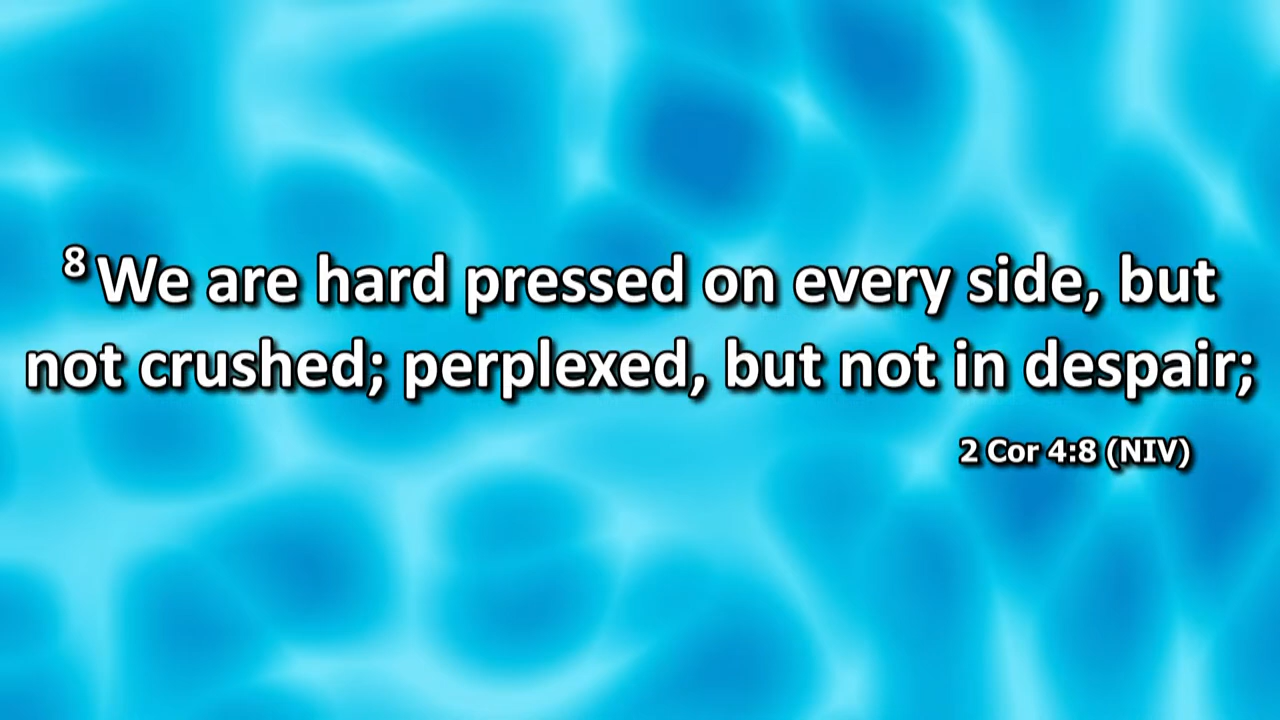 8 We are hard pressed on every side, but
not crushed; perplexed, but not in despair;
2 Cor 4:8 (NIV)